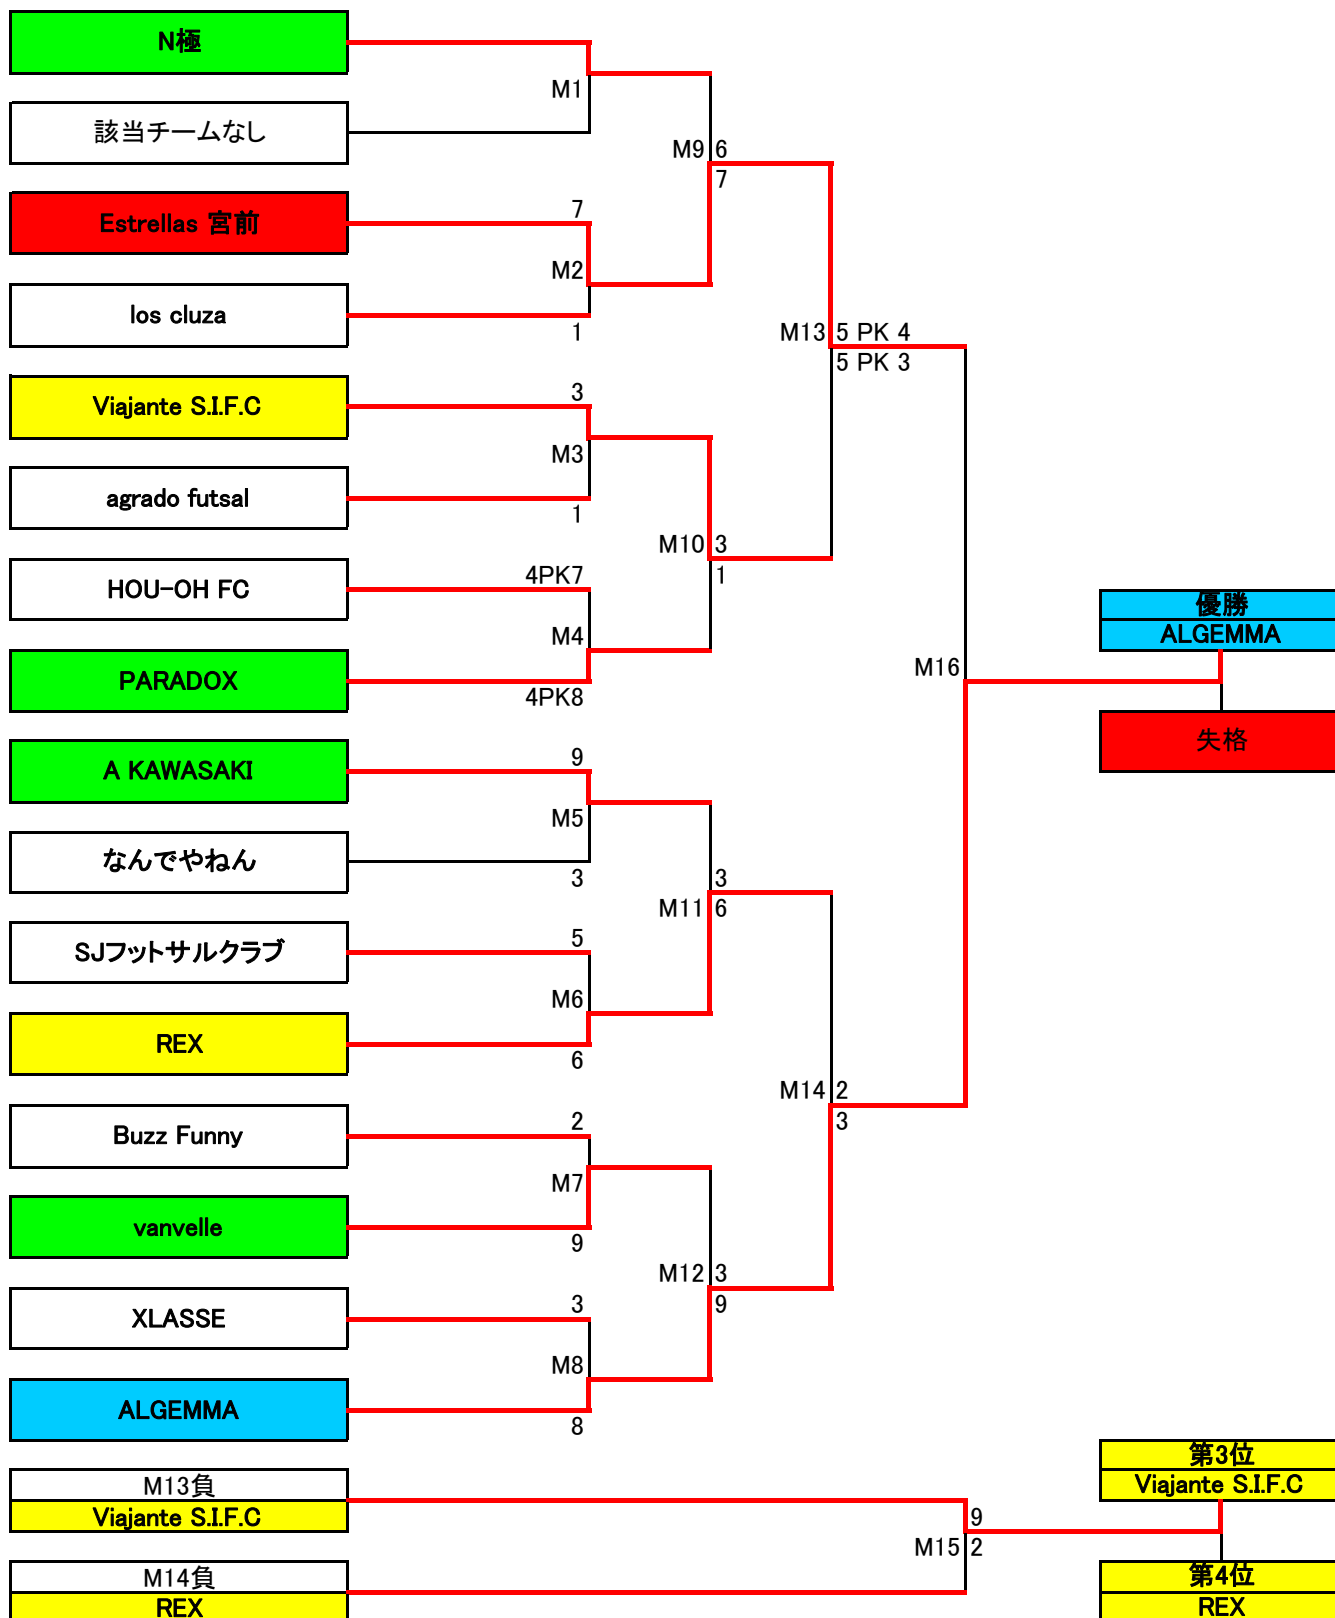 N極
M1
該当チームなし
M9 6
7
Estrellas 宮前
7
M2
los cluza
1
M13 5 PK 4
5 PK 3
Viajante S.I.F.C
3
M3
agrado futsal
1
M10 3
1
HOU-OH FC
4PK7
M4
PARADOX
4PK8
優勝
ALGEMMA
M16
失格
A KAWASAKI
9
M5
なんでやねん
3
3
M11 6
SJフットサルクラブ
5
M6
REX
6
M14 2
3
Buzz Funny
2
M7
vanvelle
9
M12 3
9
XLASSE
3
M8
ALGEMMA
8
M13負
Viajante S.I.F.C
第3位
Viajante S.I.F.C
9
M15 2
M14負
REX
第4位
REX